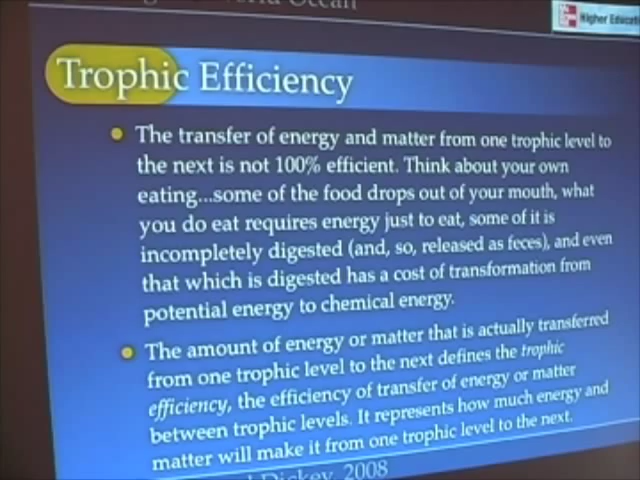 World Ocean
Higher Educati
Trophic Efficiency
The transfer of energy and matter from one trophic level to
the next is not 100% efficient. Think about your own
eating...some of the food drops out of your mouth, what
you do eat requires energy just to eat, some of it is
incompletely digested (and, so, released as feces), and even
that which is digested has a cost of transformation from
potential energy to chemical energy.
The amount of energy or matter that is actually transferred
from one trophic level to the next defines the trophic
efficiency, the efficiency of transfer of energy or matter
between trophic levels. It represents how much energy and
matter will make it from one trophic level to the next.
Dickey, 2008